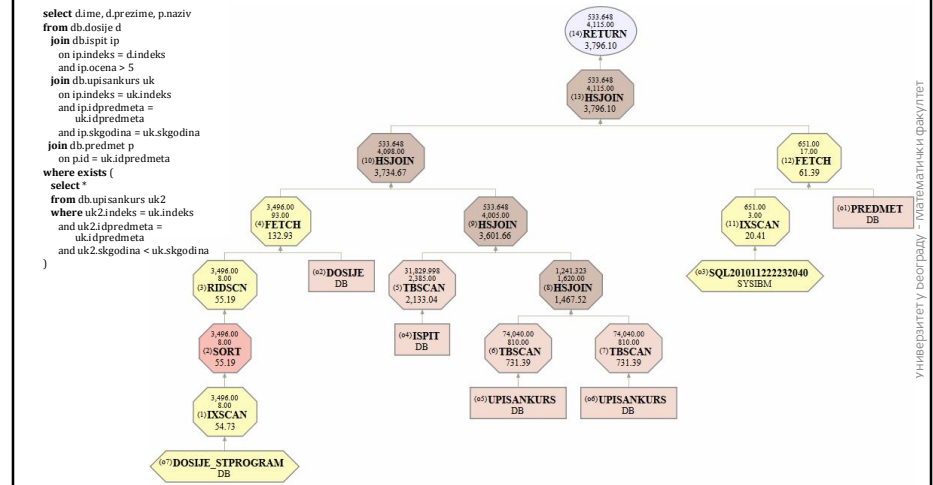 select d.ime, d.prezime, p.naziv
from db.dosije d
join db.ispit ip
on ip.indeks = d.indeks
and ip.ocena > 5
join db.upisankurs uk
on ip.indeks = uk.indeks
and ip.idpredmeta =
uk.idpredmeta
and ip.skgodina = uk.skgodina
join db.predmet p
on p.id = uk.idpredmeta
where exists (
select *
from db.upisankurs uk2
where uk2.indeks = uk.indeks
and uk2.idpredmeta =
uk.idpredmeta
and uk2.skgodina < uk.skgodina
)
533.648
4,115.00
(14)RETURN
3,796.10
533.648
4,115.00
(13)HSJOIN
3,796.10
533.648
4,098.00
(10)HSJOIN
3,734.67
651.00
17.00
(12)FETCH
61.39
3,496.00
93.00
(4)FETCH
132.93
533.648
4,005.00
(9)HSJOIN
3,601.66
651.00
3.00
(11)IXSCAN
20.41
(o1)PREDMET
DB
3,496.00
8.00
(3)RIDSCN
55.19
(o2)DOSIJE
DB
31,829.998
2,385.00
(5)TBSCAN
2,133.04
1,241.323
1,620.00
(8)HSJOIN
1,467.52
(o3)SQL201011222232040
SYSIBM
3,496.00
8.00
(2)SORT
55.19
(o4)ISPIT
DB
74,040.00
810.00
(6)TBSCAN
731.39
74,040.00
810.00
(7)TBSCAN
731.39
3,496.00
8.00
(1)IXSCAN
54.73
(o5)UPISANKURS
DB
(o6)UPISANKURS
DB
(o7)DOSIJE_STPROGRAM
DB
Универзитет у Београду - Математички факултет